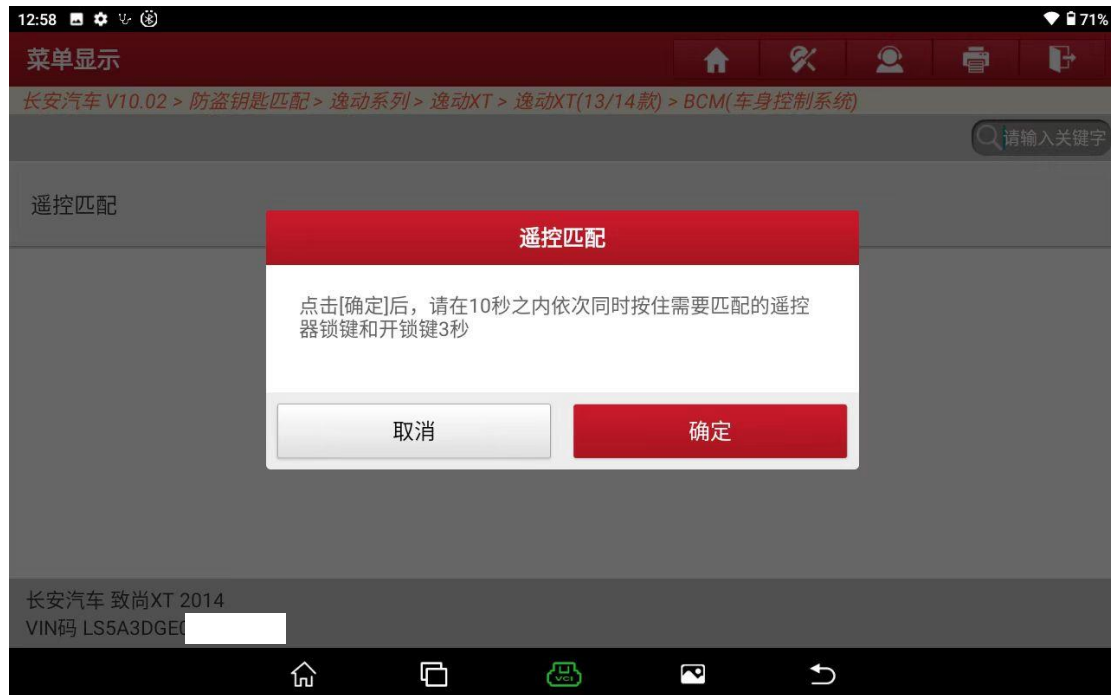 12:58 71%
菜单显示
长安汽车 V10.02 > 防盗钥匙匹配 > 逸动系列 > 逸动XT > 逸动XT(13/14款) > BCM(车身控制系统)
请输入关键字
遥控匹配
遥控匹配
点击[确定]后，请在10秒之内依次同时按住需要匹配的遥控
器锁键和开锁键3秒
取消 确定
长安汽车 致尚XT 2014
VIN码 LS5A3DGE
VCI